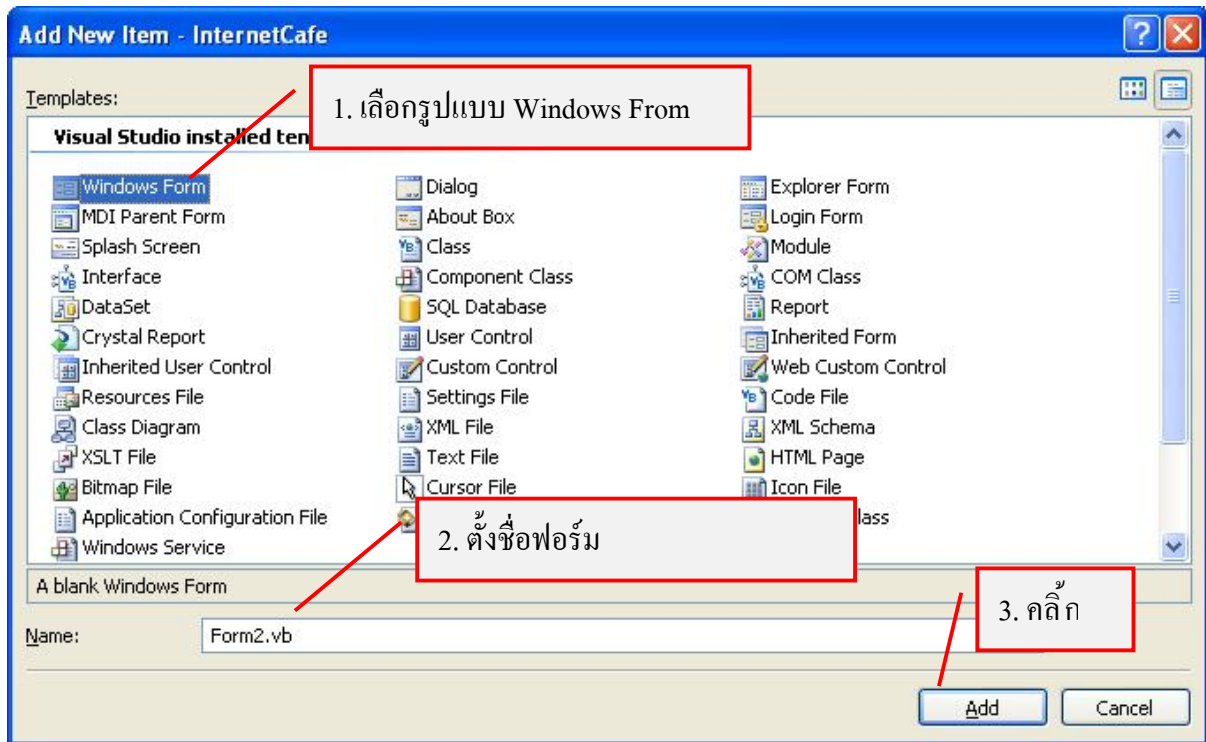 Add New Item - InternetCafe
Templates:
1. เลือกรูปแบบ Windows From
Visual Studio installed ten
Windows Form
Dialog
Explorer Form
MDI Parent Form
About Box
Login Form
Splash Screen
Class
Module
Interface
Component Class
COM Class
DataSet
SQL Database
Report
Crystal Report
User Control
Inherited Form
Inherited User Control
Custom Control
Web Custom Control
Resources File
Settings File
Code File
Class Diagram
XML File
XML Schema
XSLT File
Text File
HTML Page
Bitmap File
Cursor File
Icon File
Application Configuration File
lass
2. ตั้งชื่อฟอร์ม
Windows Service
A blank Windows Form
3. คลิ้ก
Name:
Form2.vb
Add
Cancel